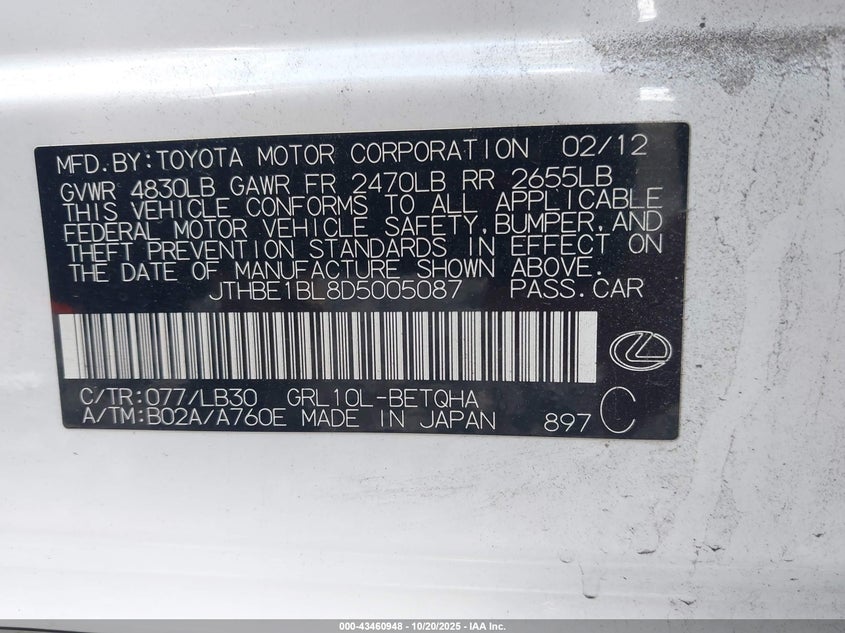 MFD.BY:TOYOTA MOTOR CORPORATION 02/12
GVWR 4830LB GAWR FR 2470LB RR 2655LB
THIS VEHICLE CONFORMS TO ALL APPLICABLE
FEDERAL MOTOR VEHICLE SAFETY,BUMPER,AND
THEFT PREVENTION STANDARDS IN EFFECT ON
THE DATE OF MANUFACTURE SHOWN ABOVE.
JTHBE1BL8D5005087 PASS.CAR
C/TR:077/LB30 GRL10L-BETQHA
A/TM:B02A/A760E MADE IN JAPAN 897 C
000-43460948 - 10/20/2025 - IAA Inc.